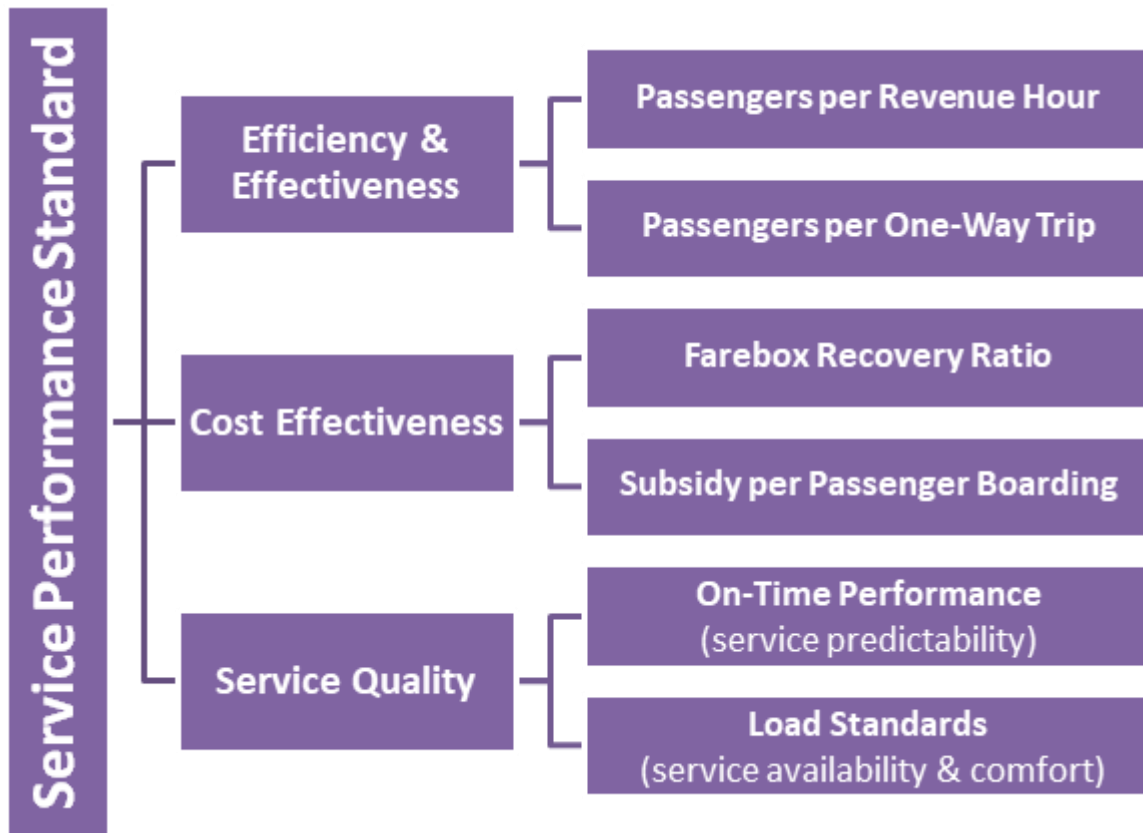 Service Performance Standard
Efficiency &
Effectiveness
Passengers per Revenue Hour
Passengers per One-Way Trip
Cost Effectiveness
Farebox Recovery Ratio
Subsidy per Passenger Boarding
Service Quality
On-Time Performance
(service predictability)
Load Standards
(service availability & comfort)